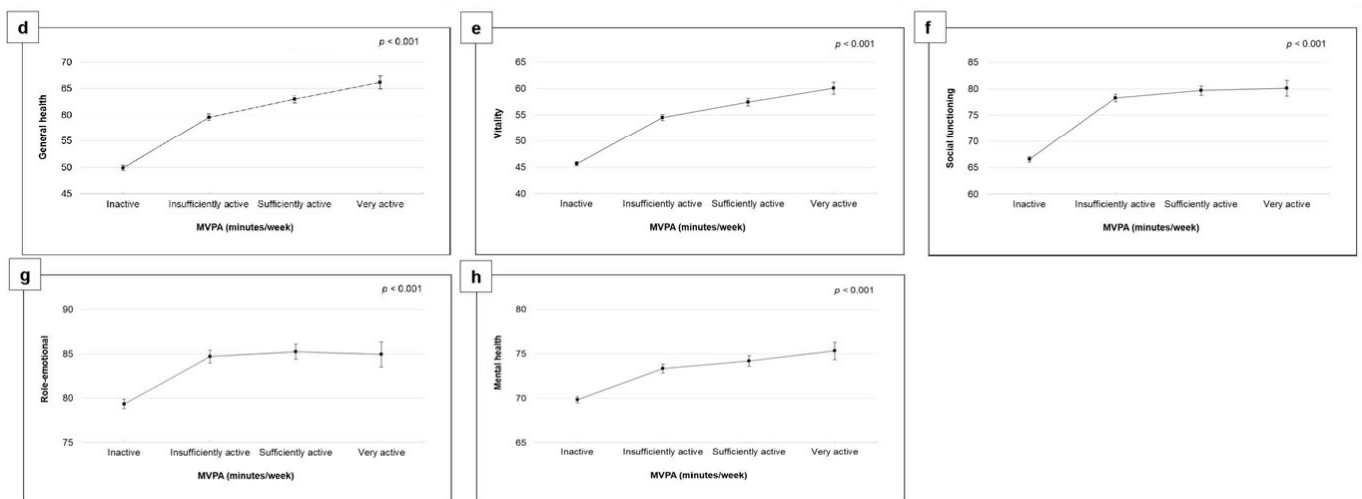 d
p < 0.001
General health
70
65
60
55
50
45
Inactive Insufficiently active Sufficiently active Very active
MVPA (minutes/week)
e
p < 0.001
Vitality
65
60
55
50
45
40
Inactive Insufficiently active Sufficiently active Very active
MVPA (minutes/week)
f
p < 0.001
Social functioning
85
80
75
70
65
60
Inactive Insufficiently active Sufficiently active Very active
MVPA (minutes/week)
g
p < 0.001
Role-emotional
90
85
80
75
Inactive Insufficiently active Sufficiently active Very active
MVPA (minutes/week)
h
p < 0.001
Mental health
80
75
70
65
Inactive Insufficiently active Sufficiently active Very active
MVPA (minutes/week)